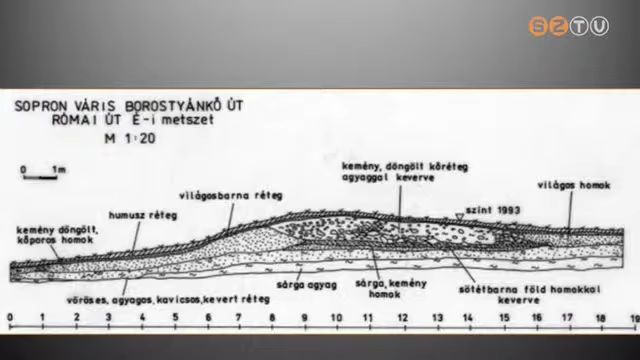 SZTV
SOPRON VÁRIS BOROSTYÁNKŐ ÚT
RÓMAI ÚT É-i metszet
M 1:20
0 1m
kemény, döngölt kőréteg
agyaggal keverve
világos homok
világosbarna réteg
humusz réteg
szint 1993
kemény döngölt,
kőporos homok
sárga agyag
sárga, kemény
homok
sötétbarna föld homokkal
keverve
vöröses, agyagos, kavicsos, kevert réteg
0 1 2 3 4 5 6 7 8 9 10 11 12 13 14 15 16 17 18 19